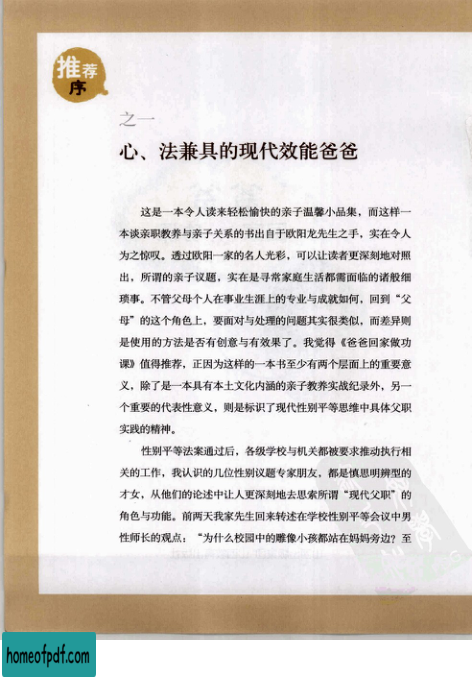 推荐
序
之一
心、法兼具的现代效能爸爸
这是一本令人读来轻松愉快的亲子温馨小品集，而这样一
本谈亲职教养与亲子关系的书出自于欧阳龙先生之手，实在令人
为之惊叹。透过欧阳一家的名人光彩，可以让读者更深刻地对照
出，所谓的亲子议题，实在是寻常家庭生活都需面临的诸般细
琐事。不管父母个人在事业生涯上的专业与成就如何，回到“父
母”的这个角色上，要面对与处理的问题其实很类似，而差异则
是使用的方法是否有创意与有效果了。我觉得《爸爸回家做功
课》值得推荐，正因为这样的一本书至少有两个层面上的重要意
义，除了是一本具有本土文化内涵的亲子教养实战纪录外，另一
个重要的代表性意义，则是标识了现代性别平等思维中具体父职
实践的精神。
性别平等法案通过后，各级学校与机关都被要求推动执行相
关的工作，我认识的几位性别议题专家朋友，都是慎思明辨型的
才女，从他们的论述中让人更深刻地去思索所谓“现代父职”的
角色与功能。前两天我家先生回来转述在学校性别平等会议中男
性师长的观点：“为什么校园中的雕像小孩都站在妈妈旁边？至
homeofpdf.com